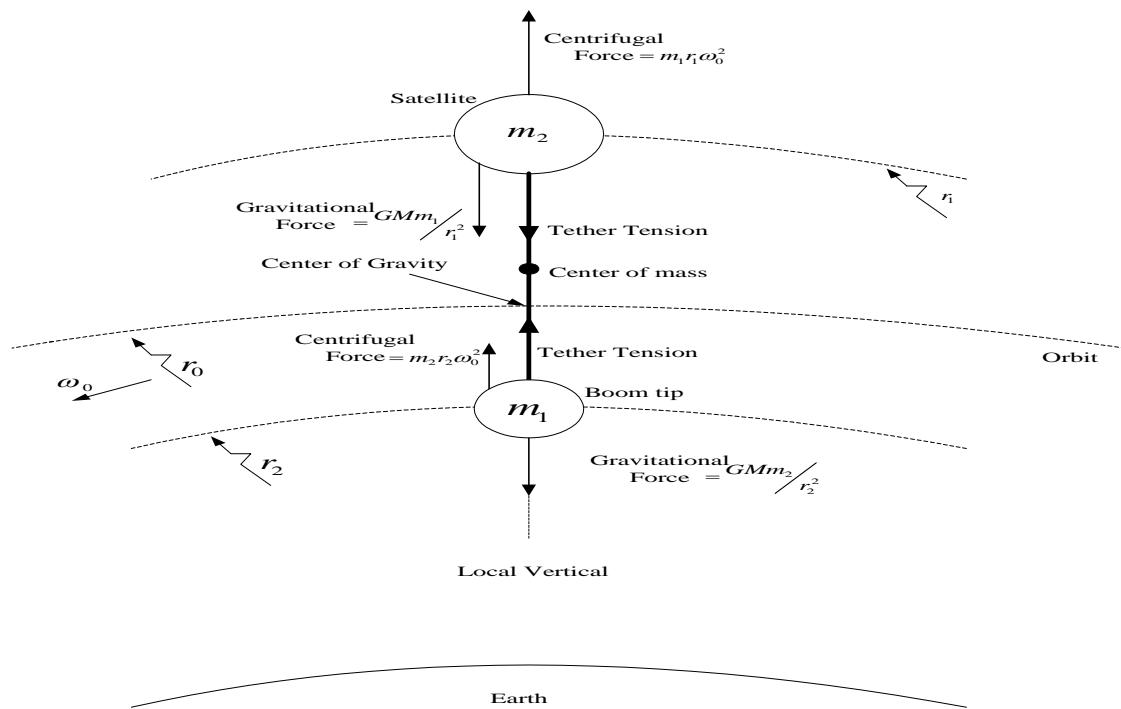 Centrifugal
Force = m₁r₁ω₀²
Satellite
m₂
r₁
Gravitational
Force = GMm₁/r₁²
Tether Tension
Center of Gravity
Center of mass
Centrifugal
Force = m₂r₂ω₀²
Tether Tension
Orbit
r₀
ω₀
Boom tip
m₁
r₂
Gravitational
Force = GMm₂/r₂²
Local Vertical
Earth